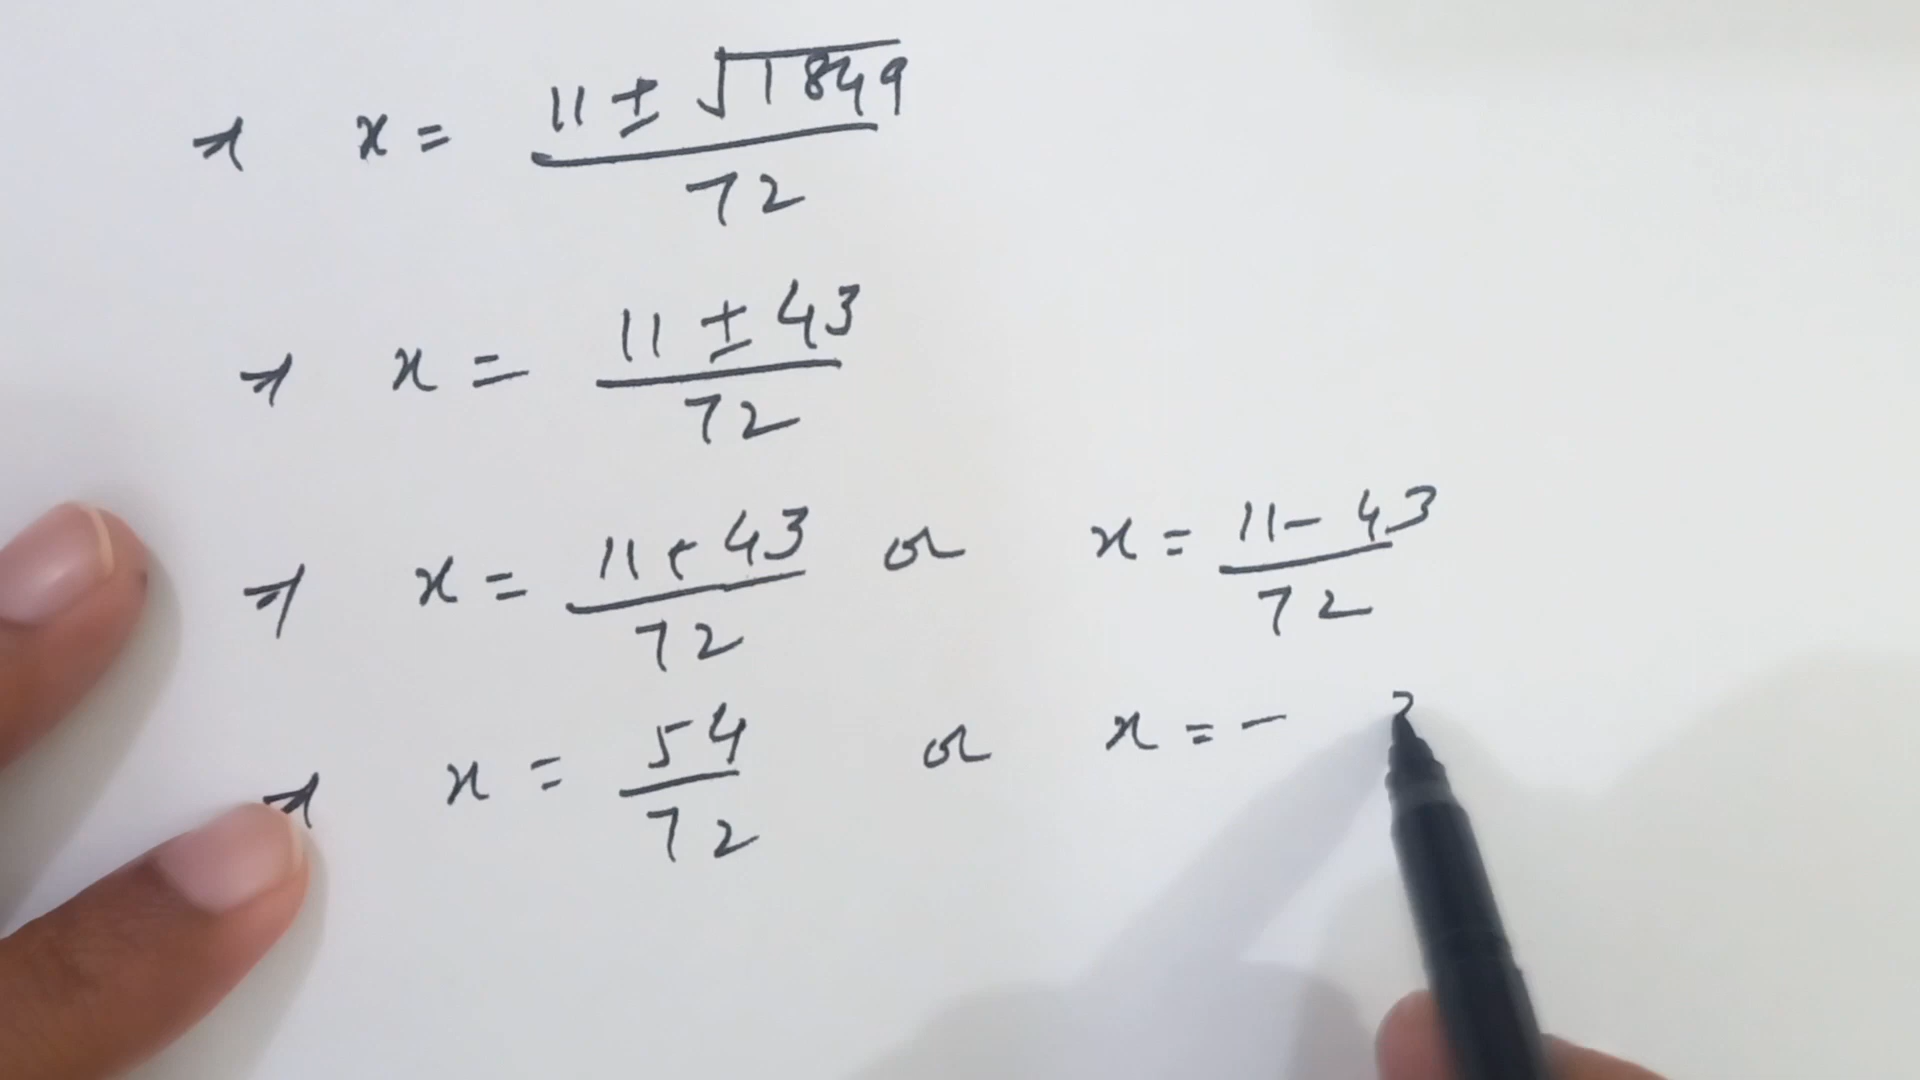 ⇒ x = (11 ± √1849)/72
⇒ x = (11 ± 43)/72
⇒ x = (11 + 43)/72 or x = (11 - 43)/72
⇒ x = 54/72 or x = -